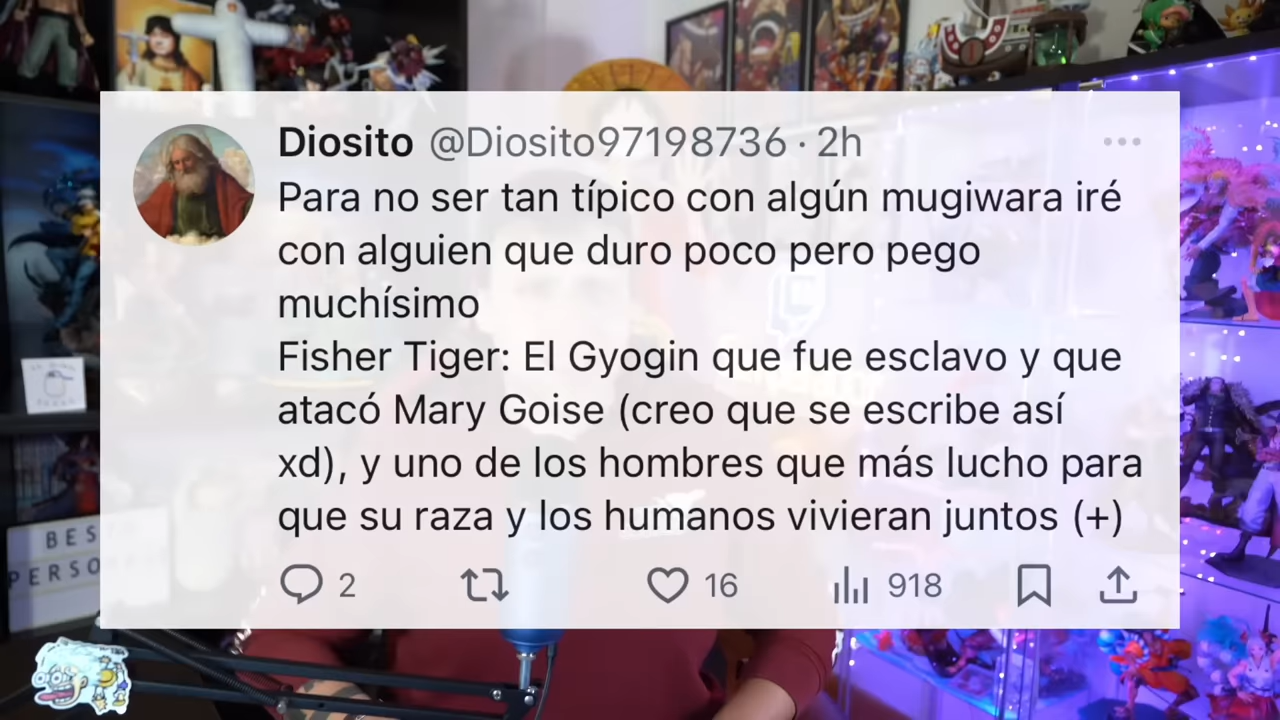 Diosito @Diosito97198736 · 2h
Para no ser tan típico con algún mugiwara iré
con alguien que duro poco pero pego
muchísimo
Fisher Tiger: El Gyogin que fue esclavo y que
atacó Mary Goise (creo que se escribe así
xd), y uno de los hombres que más lucho para
que su raza y los humanos vivieran juntos (+)
2 16 918
BES
PERSO